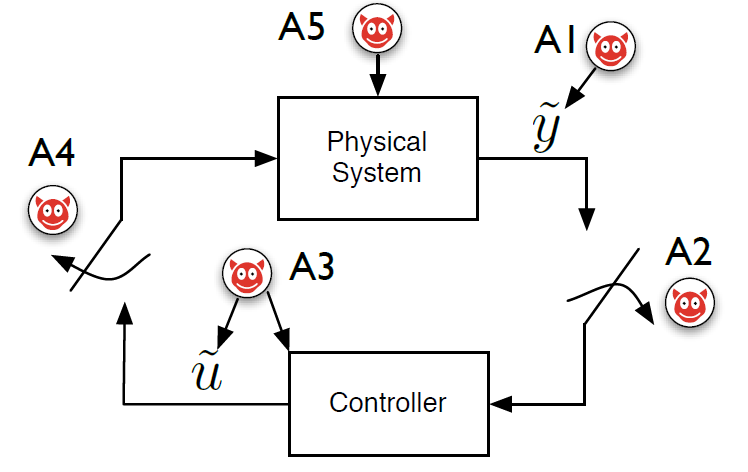 A5
A1
Physical
System
ỹ
A4
A2
A3
ũ
Controller